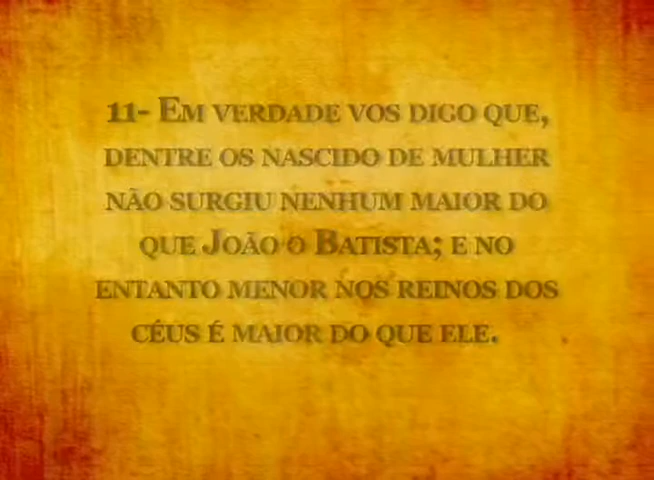 11- Em verdade vos digo que,
dentre os nascido de mulher
não surgiu nenhum maior do
que João o Batista; e no
entanto menor nos reinos dos
céus é maior do que ele.